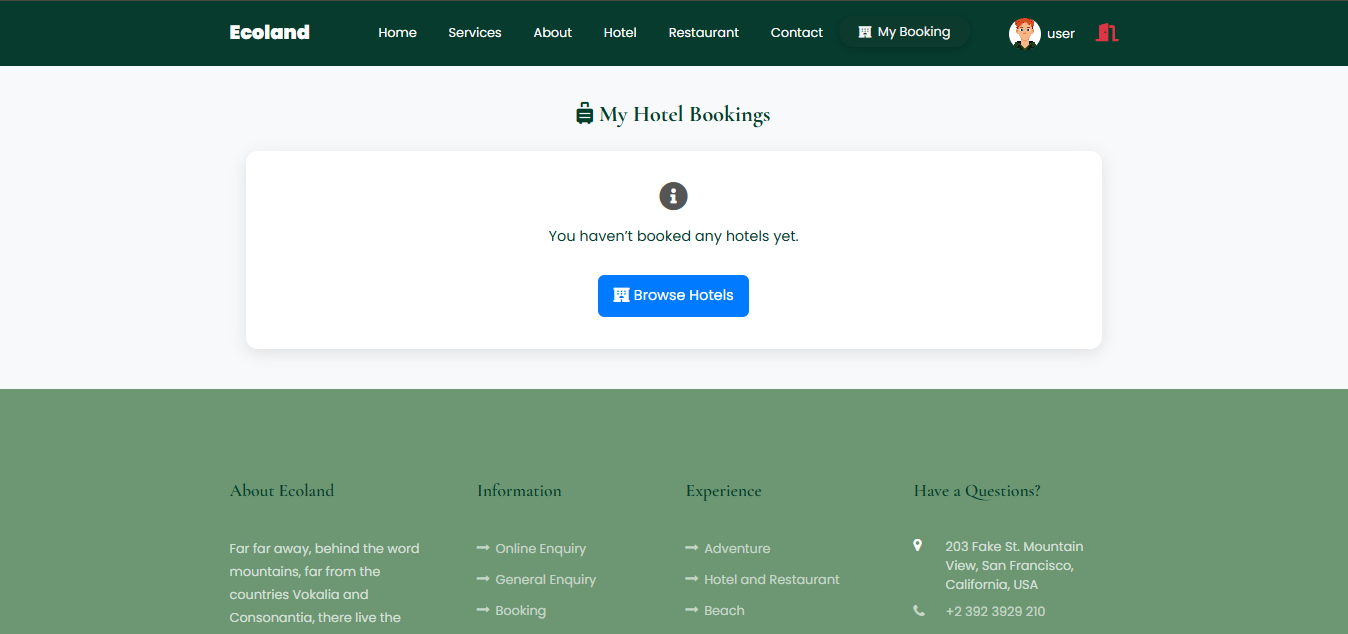 Ecoland
Home
Services
About
Hotel
Restaurant
Contact
My Booking
user
My Hotel Bookings
You haven't booked any hotels yet.
Browse Hotels
About Ecoland
Far far away, behind the word
mountains, far from the
countries Vokalia and
Consonantia, there live the
Information
Online Enquiry
General Enquiry
Booking
Experience
Adventure
Hotel and Restaurant
Beach
Have a Questions?
203 Fake St. Mountain
View, San Francisco,
California, USA
+2 392 3929 210